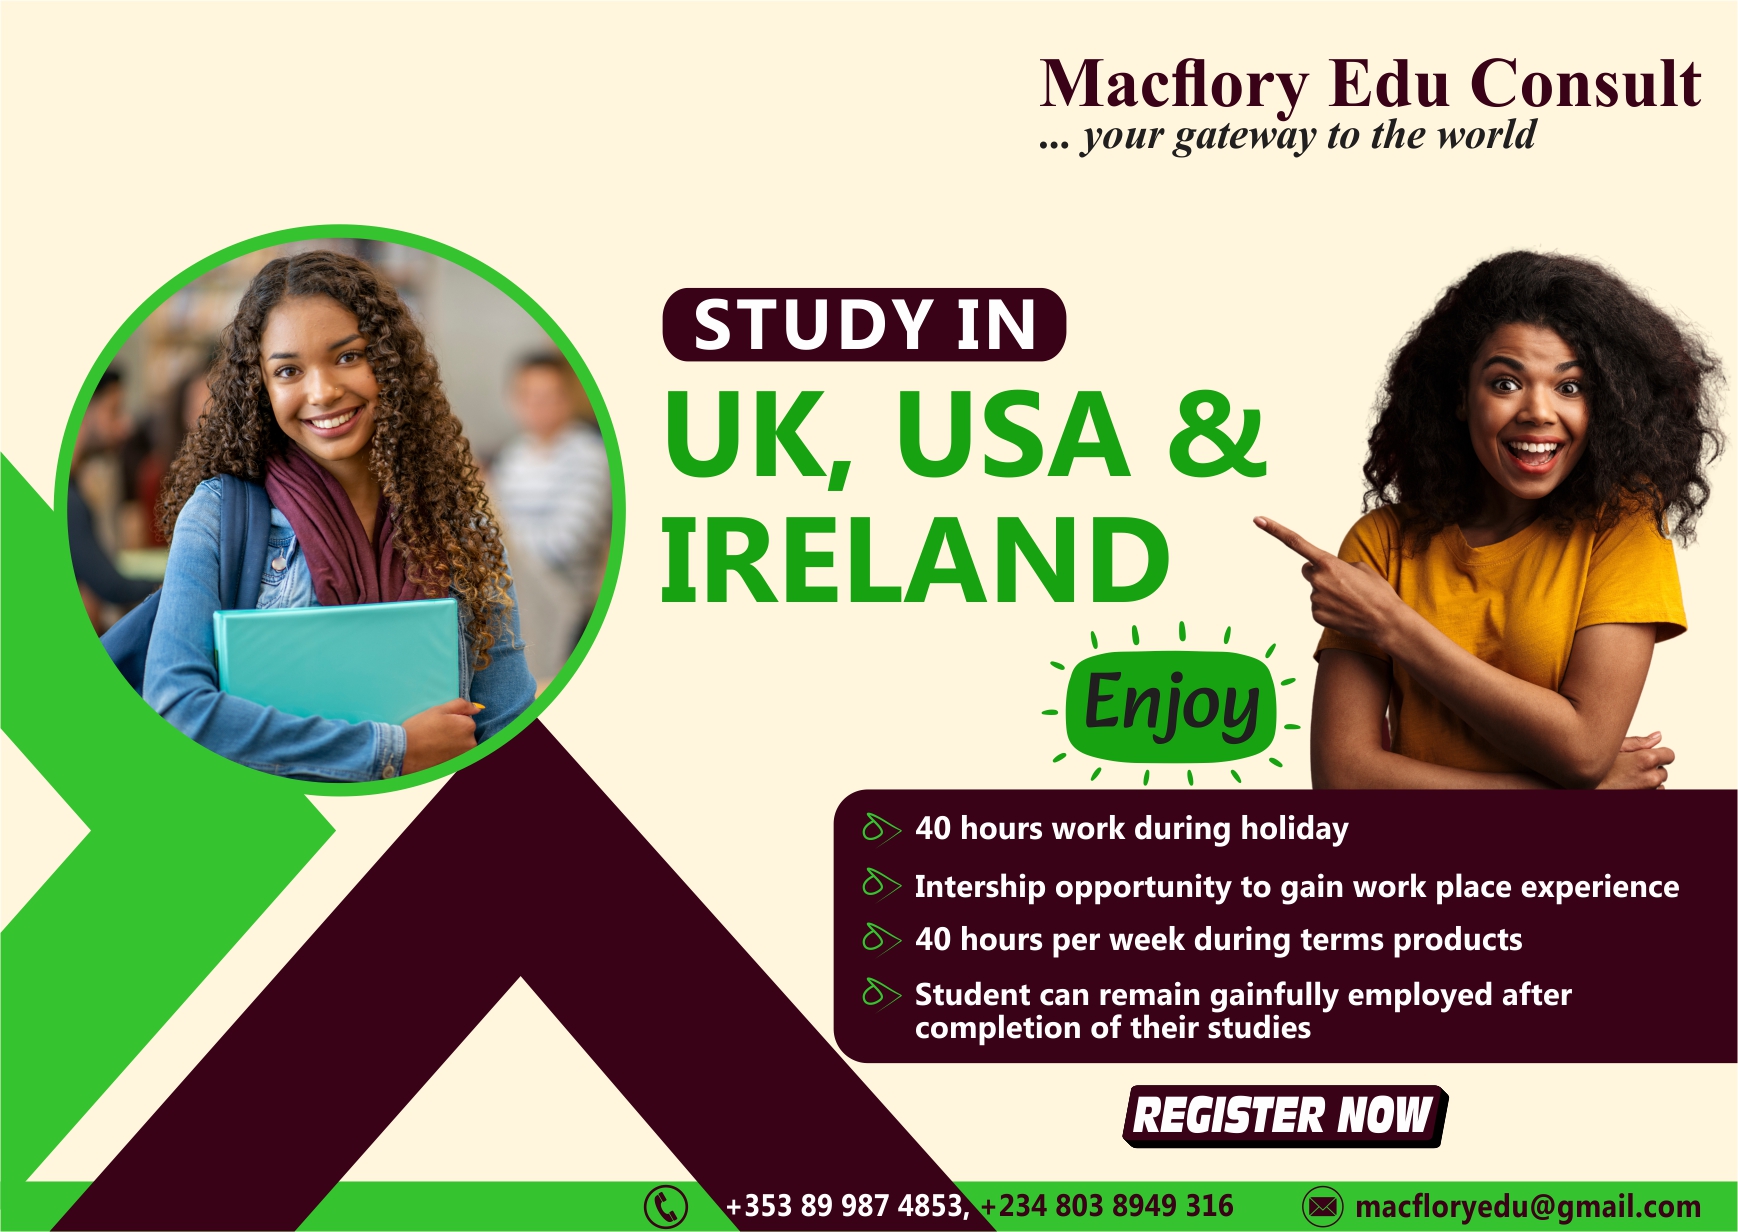 Macflory Edu Consult
... your gateway to the world
STUDY IN
UK, USA &
IRELAND
Enjoy
40 hours work during holiday
Intership opportunity to gain work place experience
40 hours per week during terms products
Student can remain gainfully employed after
completion of their studies
REGISTER NOW
+353 89 987 4853, +234 803 8949 316
macfloryedu@gmail.com